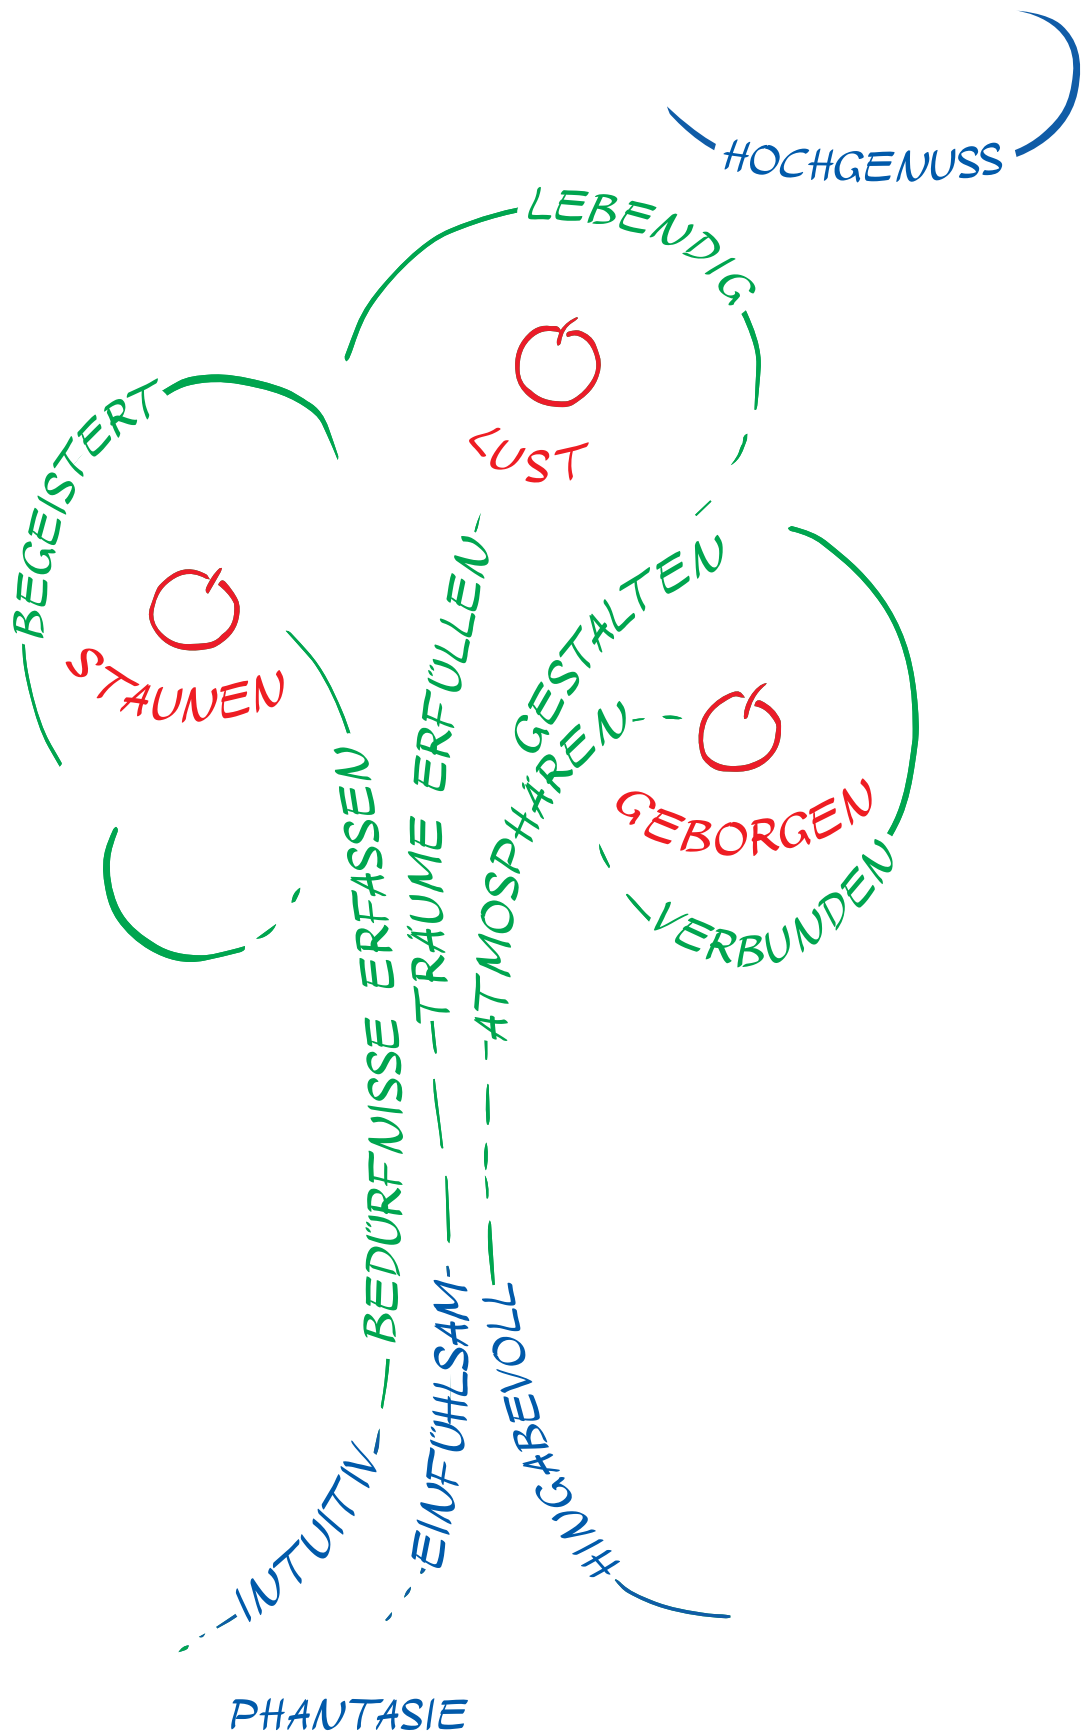 HOCHGENUSS
LEBENDIG
LUST
BEGEISTERT
STAUNEN
GEBORGEN
VERBUNDEN
BEDÜRFNISSE ERFASSEN
TRÄUME ERFÜLLEN
ATMOSPHÄREN
GESTALTEN
INTUITIV
EINFÜHLSAM
HINGABEVOLL
PHANTASIE